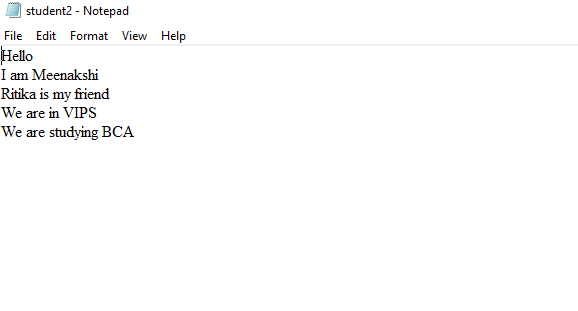 student2 - Notepad
File Edit Format View Help
Hello
I am Meenakshi
Ritika is my friend
We are in VIPS
We are studying BCA